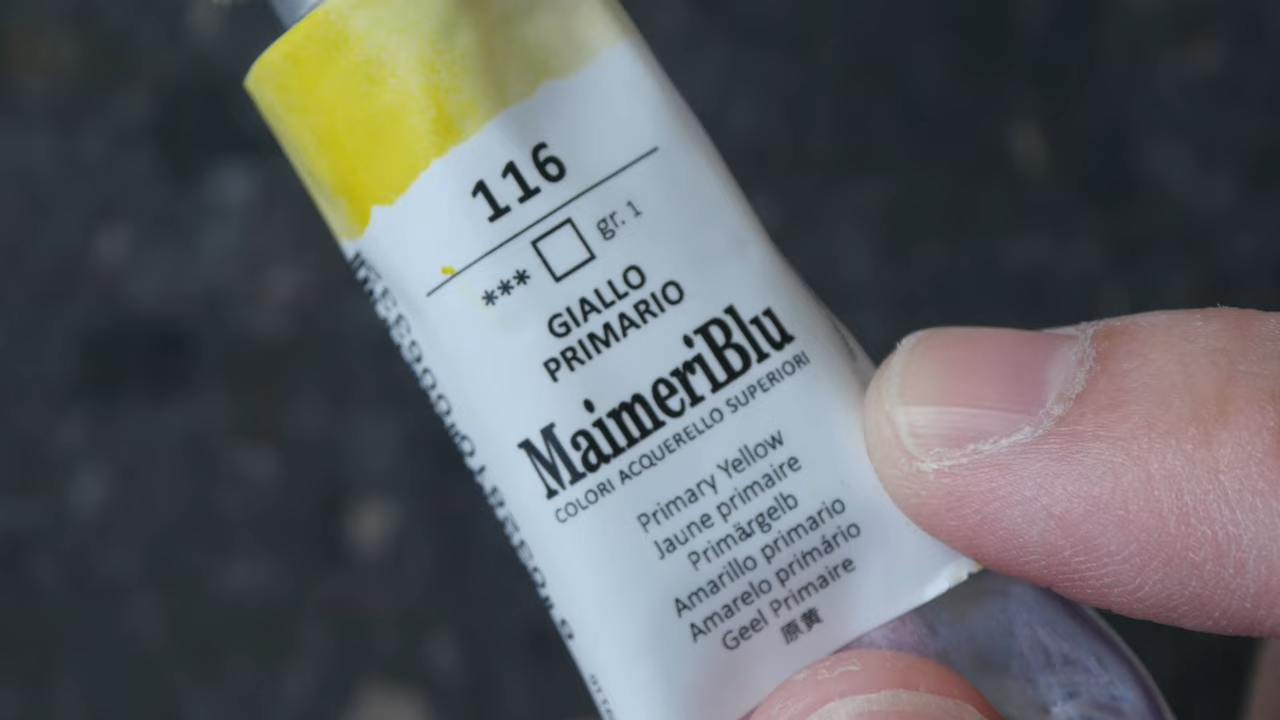 116
*** gr. 1
GIALLO
PRIMARIO
MaimeriBlu
COLORI ACQUERELLO SUPERIORI
Primary Yellow
Jaune primaire
Primärgelb
Amarillo primario
Amarelo primário
Geel Primaire
原黄